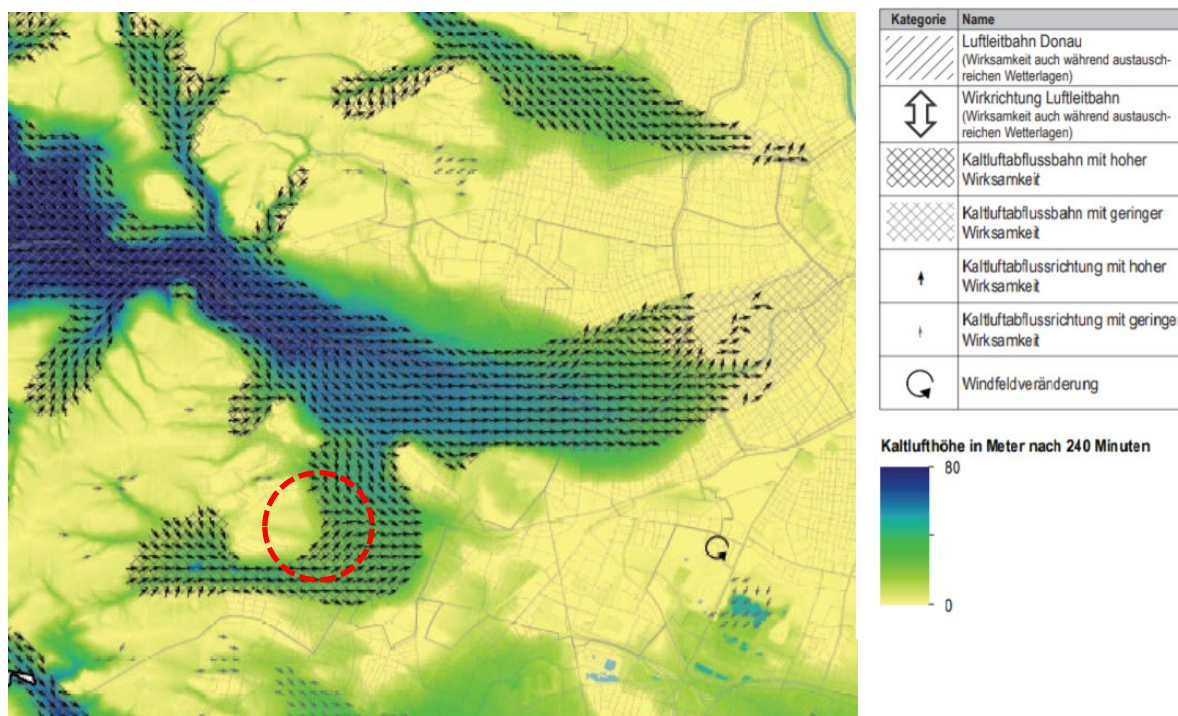 Kategorie Name
Luftleitbahn Donau
(Wirksamkeit auch während austausch-
reichen Wetterlagen)
Wirkrichtung Luftleitbahn
(Wirksamkeit auch während austausch-
reichen Wetterlagen)
Kaltluftabflussbahn mit hoher
Wirksamkeit
Kaltluftabflussbahn mit geringer
Wirksamkeit
Kaltluftabflussrichtung mit hoher
Wirksamkeit
Kaltluftabflussrichtung mit geringer
Wirksamkeit
Windfeldveränderung
Kaltlufthöhe in Meter nach 240 Minuten
80
0